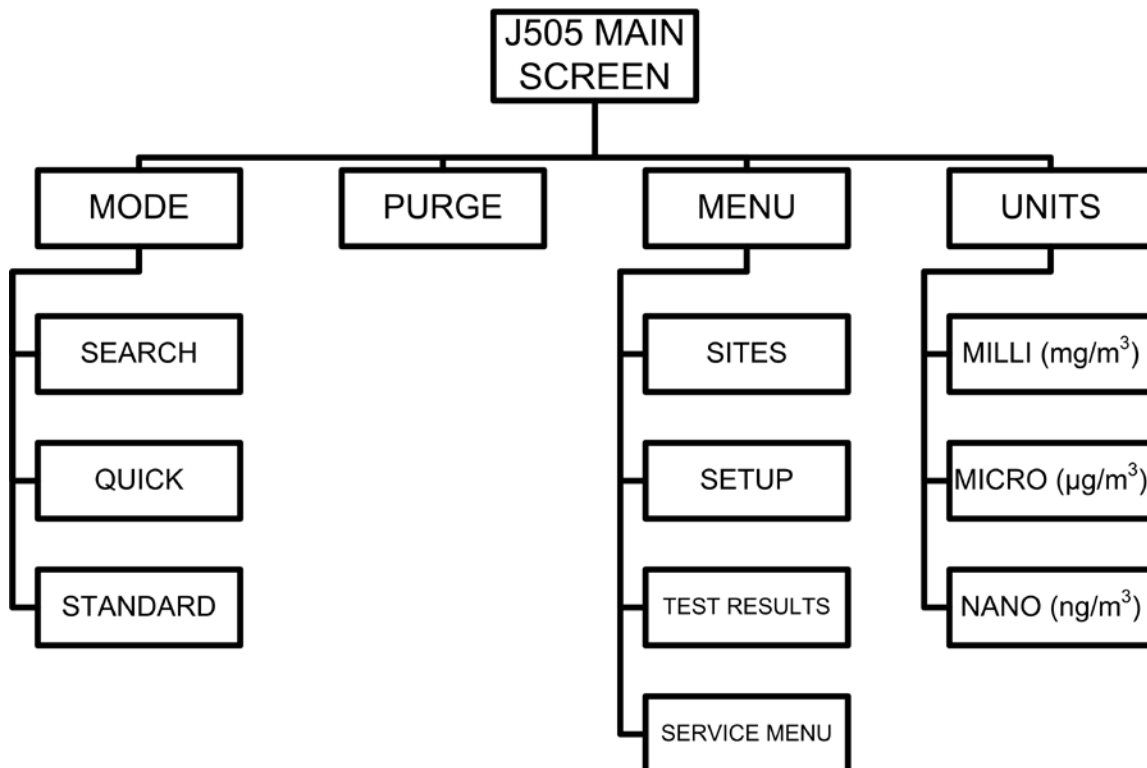 J505 MAIN
SCREEN
MODE
PURGE
MENU
UNITS
SEARCH
SITES
MILLI (mg/m³)
QUICK
SETUP
MICRO (µg/m³)
STANDARD
TEST RESULTS
NANO (ng/m³)
SERVICE MENU